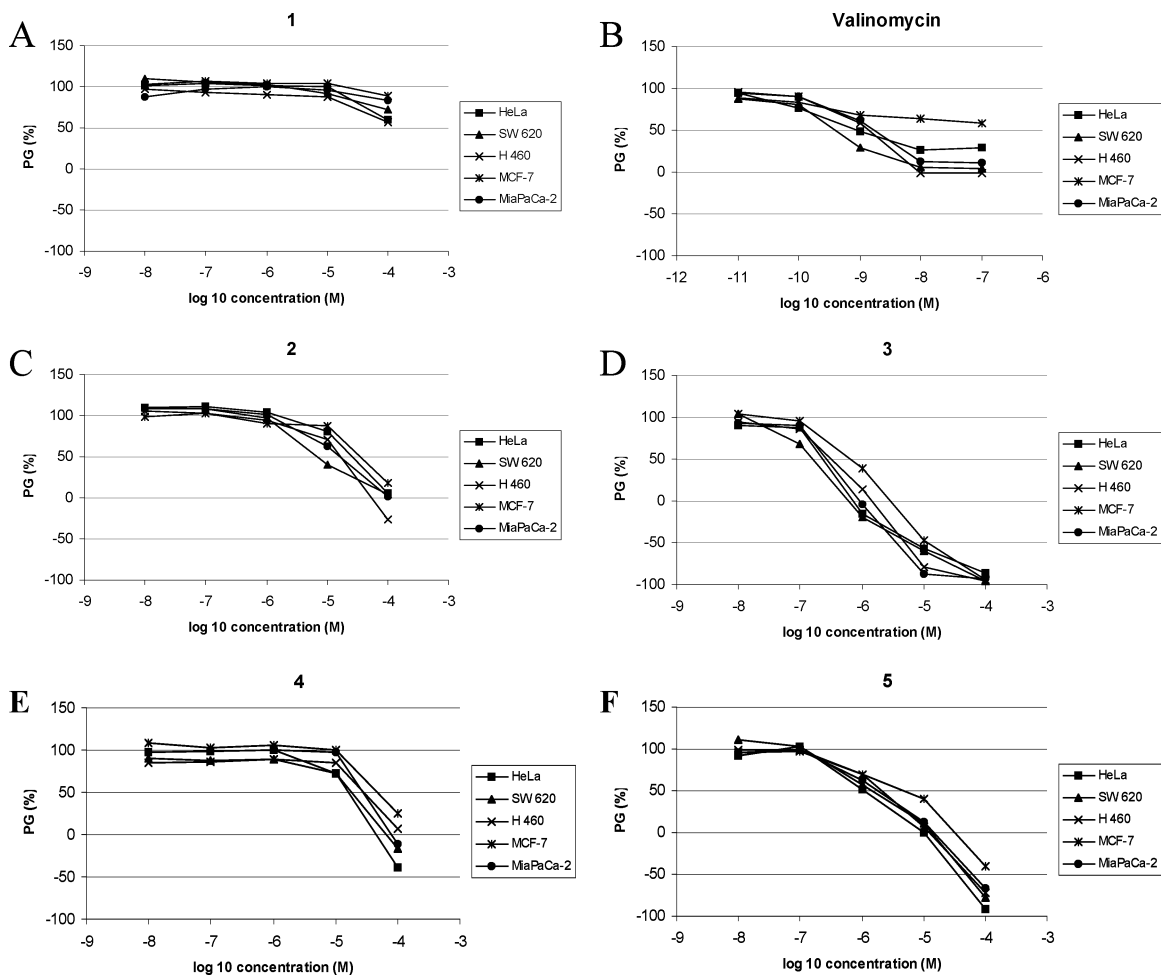 A
1
150
100
50
0
-50
-100
PG (%)
-9 -8 -7 -6 -5 -4 -3
log 10 concentration (M)
HeLa
SW 620
H 460
MCF-7
MiaPaCa-2
B
Valinomycin
150
100
50
0
-50
-100
PG (%)
-12 -11 -10 -9 -8 -7 -6
log 10 concentration (M)
HeLa
SW 620
H 460
MCF-7
MiaPaCa-2
C
2
150
100
50
0
-50
-100
PG (%)
-9 -8 -7 -6 -5 -4 -3
log 10 concentration (M)
HeLa
SW 620
H 460
MCF-7
MiaPaCa-2
D
3
150
100
50
0
-50
-100
PG (%)
-9 -8 -7 -6 -5 -4 -3
log 10 concentration (M)
HeLa
SW 620
H 460
MCF-7
MiaPaCa-2
E
4
150
100
50
0
-50
-100
PG (%)
-9 -8 -7 -6 -5 -4 -3
log 10 concentration (M)
HeLa
SW 620
H 460
MCF-7
MiaPaCa-2
F
5
150
100
50
0
-50
-100
PG (%)
-9 -8 -7 -6 -5 -4 -3
log 10 concentration (M)
HeLa
SW 620
H 460
MCF-7
MiaPaCa-2